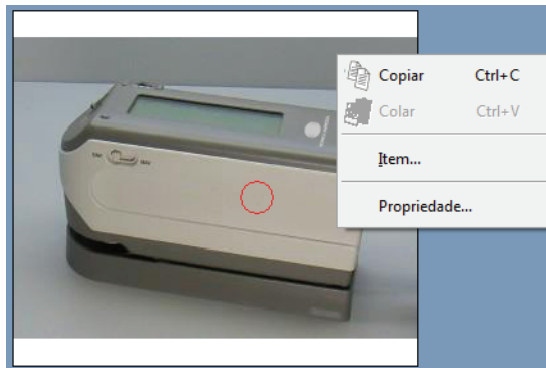 Copiar Ctrl+C
Colar Ctrl+V
Item...
Propriedade...